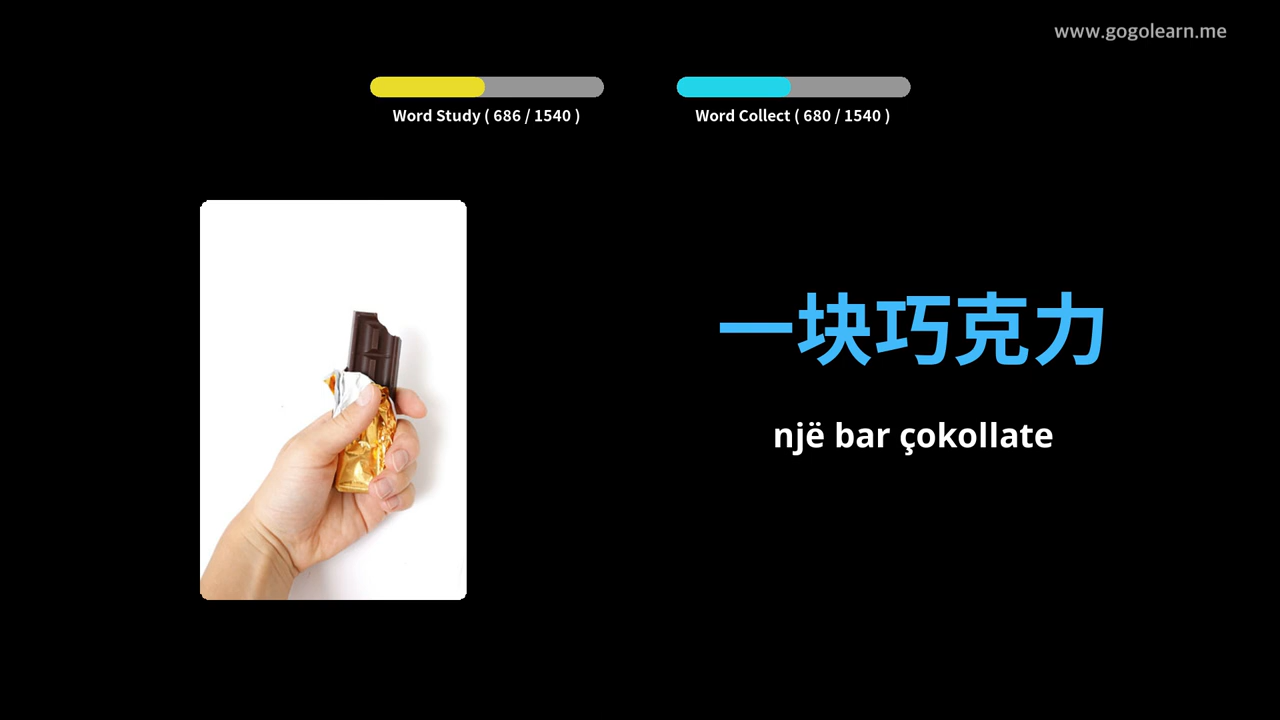 www.gogolearn.me
Word Study ( 686 / 1540 )
Word Collect ( 680 / 1540 )
一块巧克力
një bar çokollate